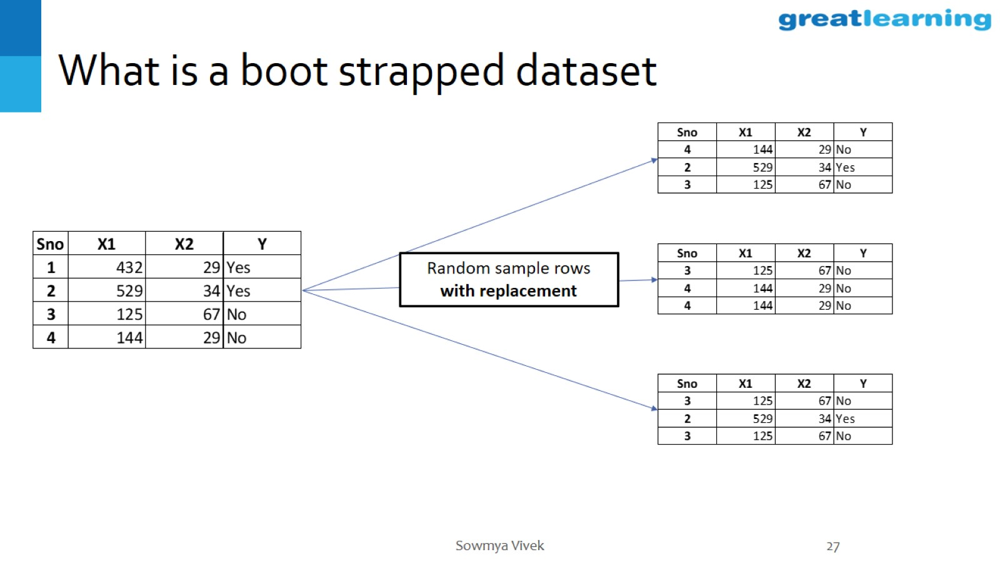 greatlearning
What is a boot strapped dataset
Sno X1 X2 Y
1 432 29 Yes
2 529 34 Yes
3 125 67 No
4 144 29 No
Random sample rows
with replacement
Sno X1 X2 Y
4 144 29 No
2 529 34 Yes
3 125 67 No
Sno X1 X2 Y
3 125 67 No
4 144 29 No
4 144 29 No
Sno X1 X2 Y
3 125 67 No
2 529 34 Yes
3 125 67 No
Sowmya Vivek
27